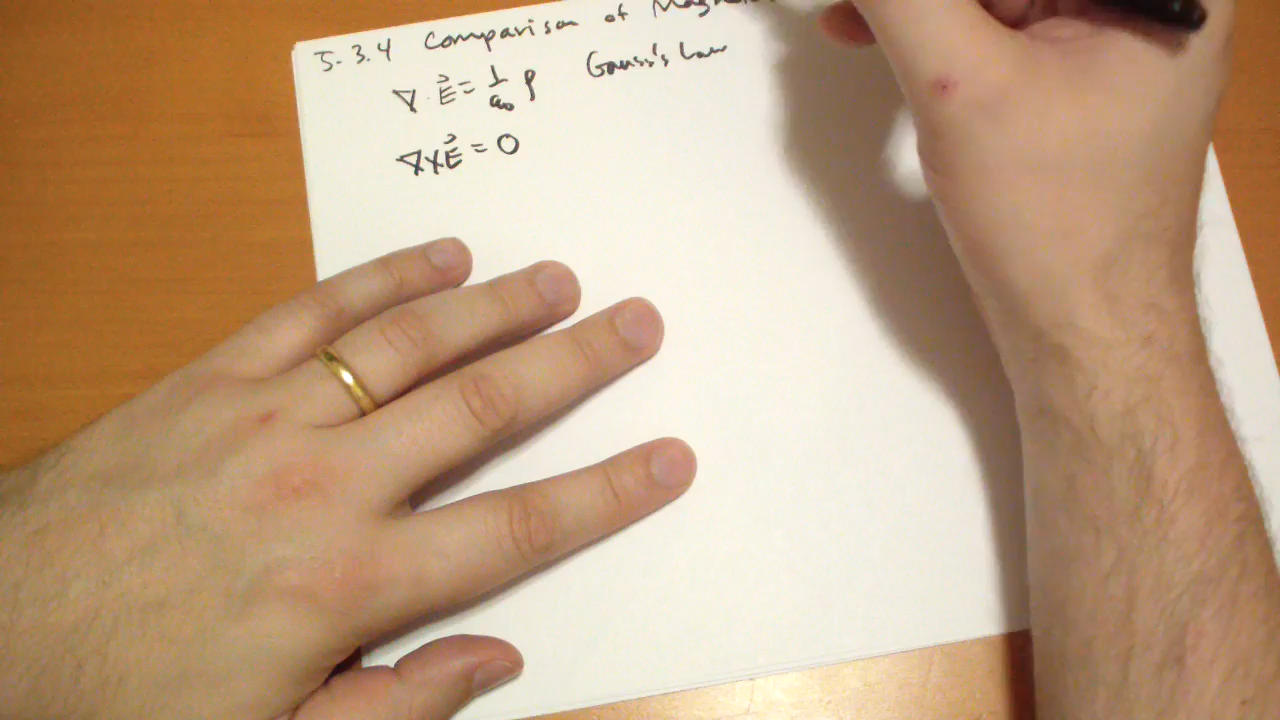 5.3.4 Comparison of
∇ · E⃗ = 1/ε₀ ρ Gauss's Law
∇×E⃗ = 0